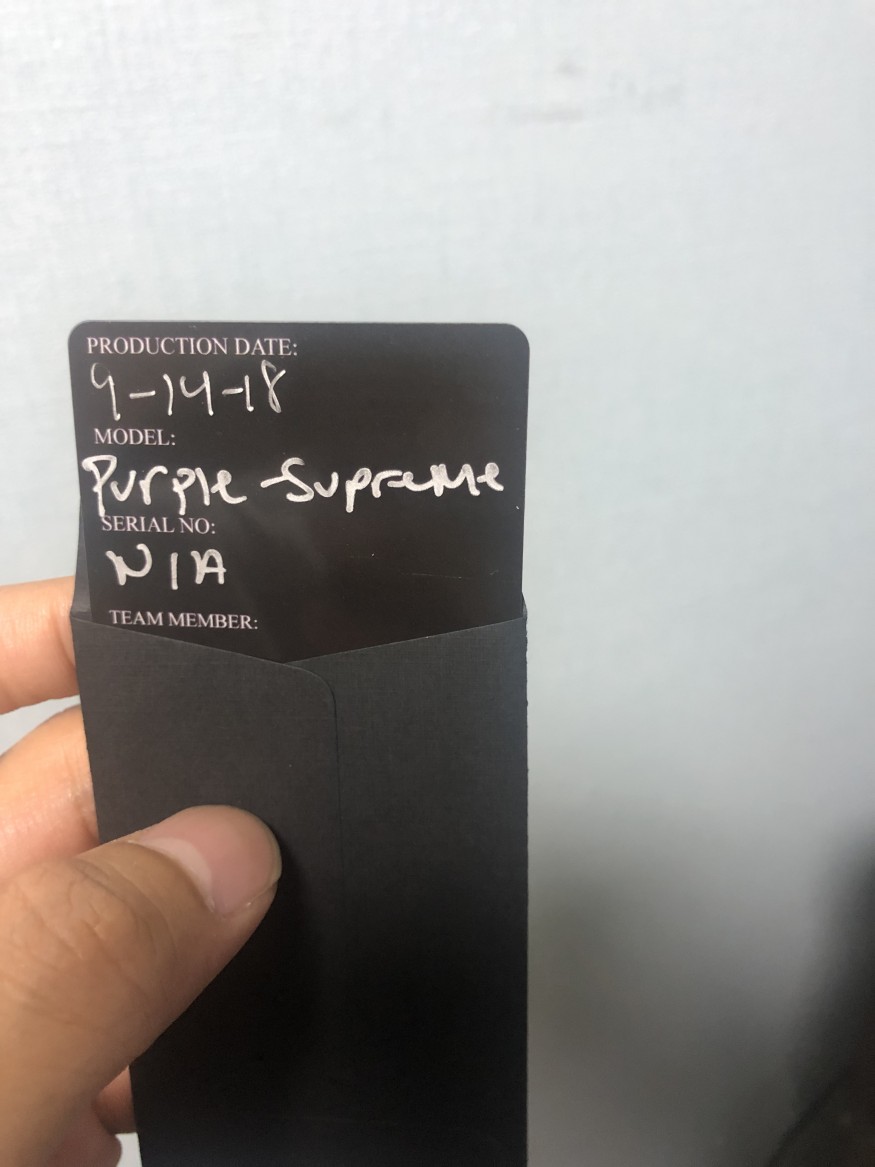 PRODUCTION DATE:
9-14-18
MODEL:
Purple Supreme
SERIAL NO:
N/A
TEAM MEMBER: